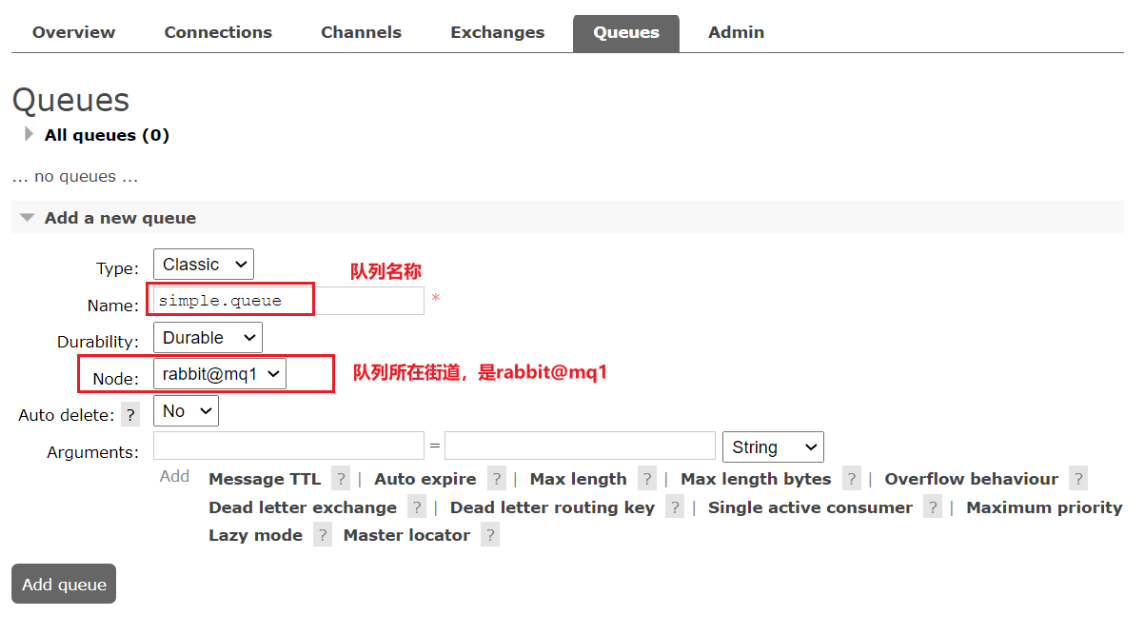 Overview Connections Channels Exchanges Queues Admin
Queues
All queues (0)
... no queues ...
Add a new queue
Type: Classic
队列名称
Name: simple.queue *
Durability: Durable
Node: rabbit@mq1 队列所在街道，是rabbit@mq1
Auto delete: ? No
Arguments: = String
Add Message TTL ? | Auto expire ? | Max length ? | Max length bytes ? | Overflow behaviour ?
Dead letter exchange ? | Dead letter routing key ? | Single active consumer ? | Maximum priority
Lazy mode ? Master locator ?
Add queue